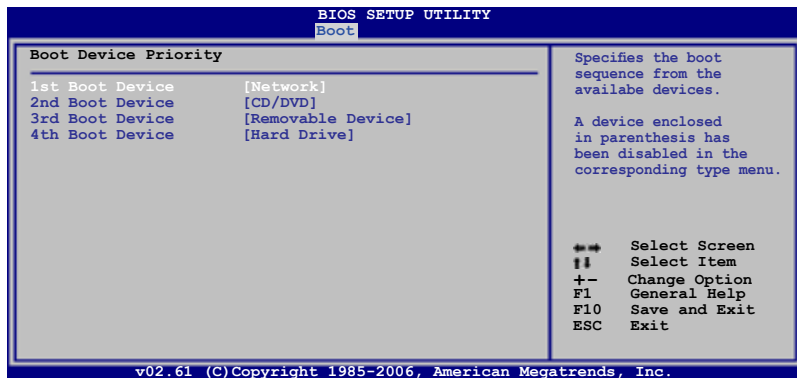 BIOS SETUP UTILITY
Boot
Boot Device Priority
1st Boot Device [Network]
2nd Boot Device [CD/DVD]
3rd Boot Device [Removable Device]
4th Boot Device [Hard Drive]
Specifies the boot
sequence from the
availabe devices.
A device enclosed
in parenthesis has
been disabled in the
corresponding type menu.
←→ Select Screen
↑↓ Select Item
+- Change Option
F1 General Help
F10 Save and Exit
ESC Exit
v02.61 (C)Copyright 1985-2006, American Megatrends, Inc.